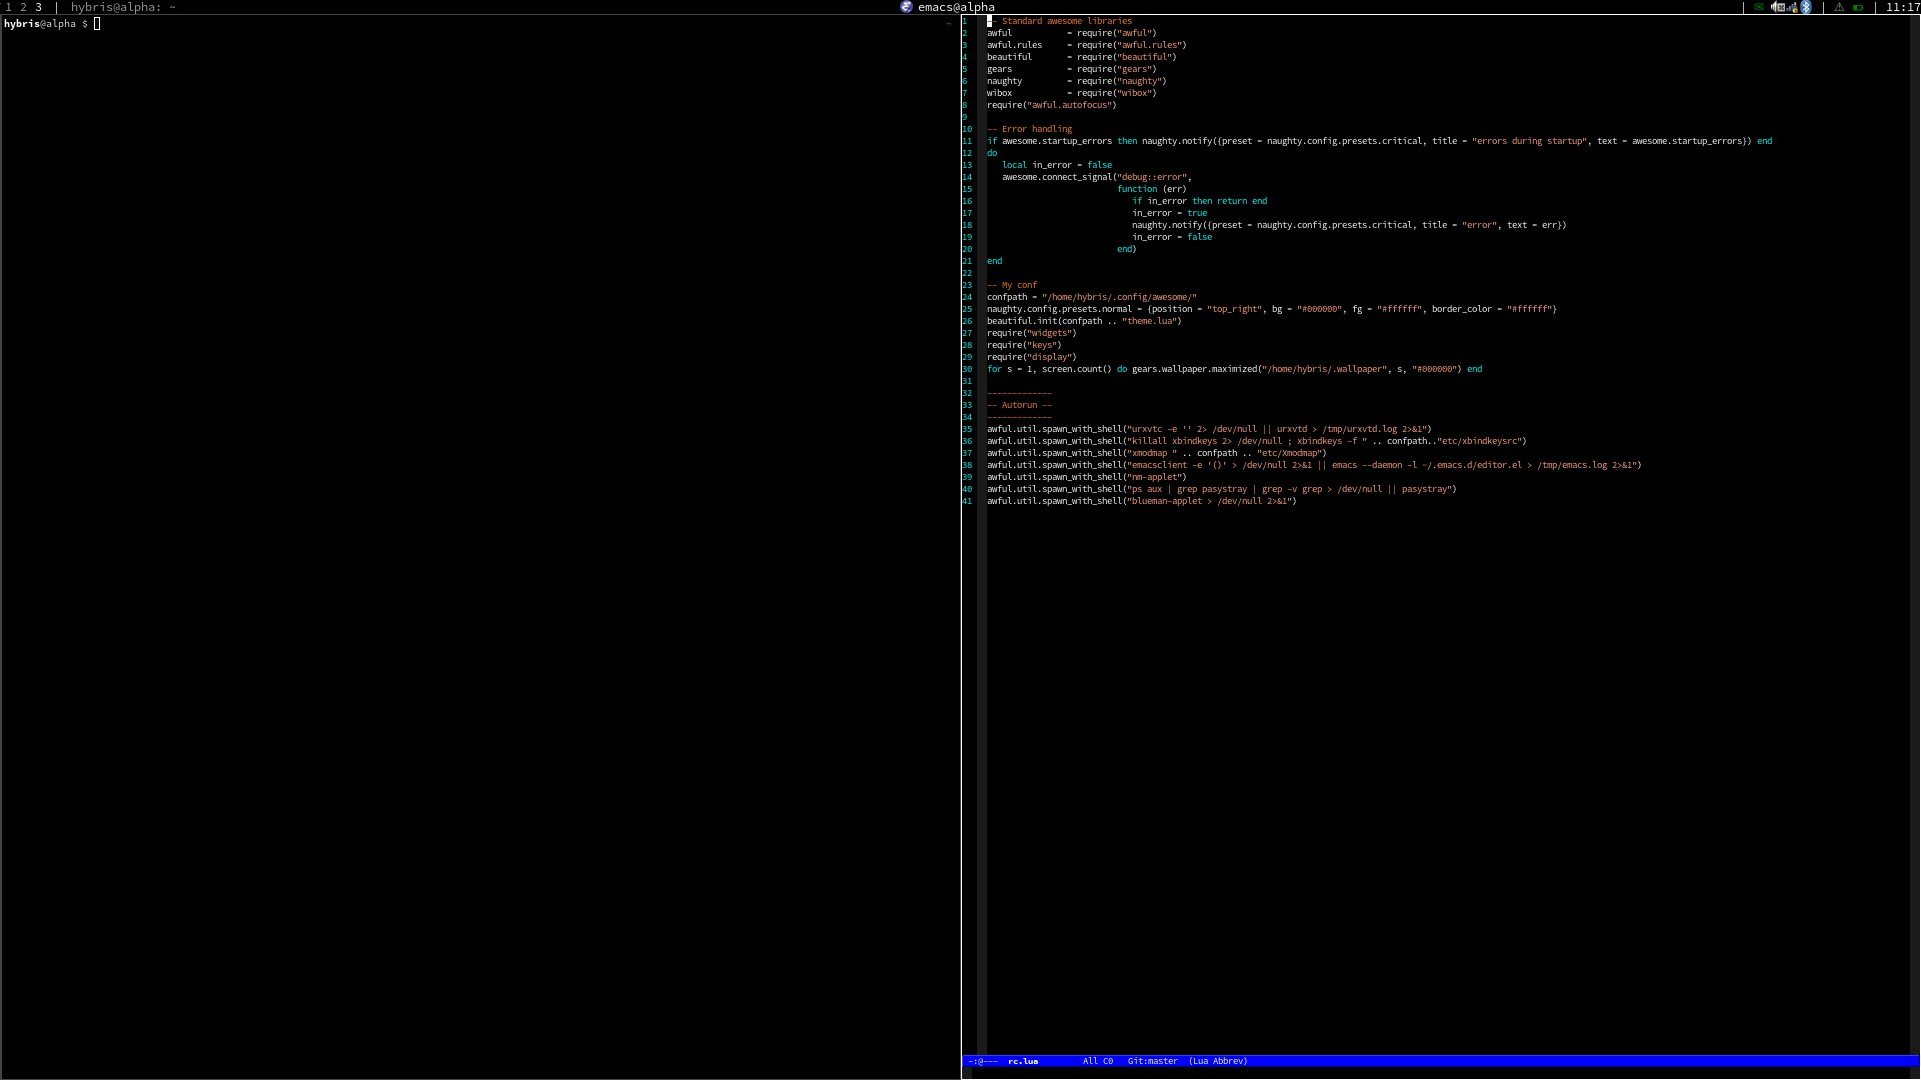 1 2 3 | hybris@alpha: ~
emacs@alpha
11:17
hybris@alpha $
~
1 -- Standard awesome libraries
2 awful           = require("awful")
3 awful.rules     = require("awful.rules")
4 beautiful       = require("beautiful")
5 gears           = require("gears")
6 naughty         = require("naughty")
7 wibox           = require("wibox")
8 require("awful.autofocus")
9
10 -- Error handling
11 if awesome.startup_errors then naughty.notify({preset = naughty.config.presets.critical, title = "errors during startup", text = awesome.startup_errors}) end
12 do
13    local in_error = false
14    awesome.connect_signal("debug::error",
15                           function (err)
16                              if in_error then return end
17                              in_error = true
18                              naughty.notify({preset = naughty.config.presets.critical, title = "error", text = err})
19                              in_error = false
20                           end)
21 end
22
23 -- My conf
24 confpath = "/home/hybris/.config/awesome/"
25 naughty.config.presets.normal = {position = "top_right", bg = "#000000", fg = "#ffffff", border_color = "#ffffff"}
26 beautiful.init(confpath .. "theme.lua")
27 require("widgets")
28 require("keys")
29 require("display")
30 for s = 1, screen.count() do gears.wallpaper.maximized("/home/hybris/.wallpaper", s, "#000000") end
31
32 -------------
33 -- Autorun --
34 -------------
35 awful.util.spawn_with_shell("urxvtc -e '' 2> /dev/null || urxvtd > /tmp/urxvtd.log 2>&1")
36 awful.util.spawn_with_shell("killall xbindkeys 2> /dev/null ; xbindkeys -f " .. confpath.."etc/xbindkeysrc")
37 awful.util.spawn_with_shell("xmodmap " .. confpath .. "etc/Xmodmap")
38 awful.util.spawn_with_shell("emacsclient -e '()' > /dev/null 2>&1 || emacs --daemon -l ~/.emacs.d/editor.el > /tmp/emacs.log 2>&1")
39 awful.util.spawn_with_shell("nm-applet")
40 awful.util.spawn_with_shell("ps aux | grep pasystray | grep -v grep > /dev/null || pasystray")
41 awful.util.spawn_with_shell("blueman-applet > /dev/null 2>&1")
-:@---  rc.lua         All C0   Git:master  (Lua Abbrev)